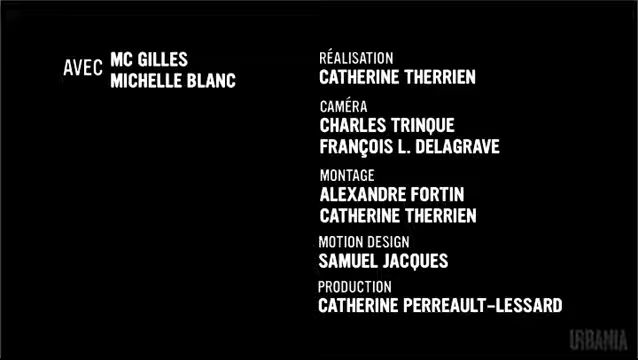 AVEC MC GILLES
MICHELLE BLANC
RÉALISATION
CATHERINE THERRIEN
CAMÉRA
CHARLES TRINQUE
FRANÇOIS L. DELAGRAVE
MONTAGE
ALEXANDRE FORTIN
CATHERINE THERRIEN
MOTION DESIGN
SAMUEL JACQUES
PRODUCTION
CATHERINE PERREAULT-LESSARD
URBANIA